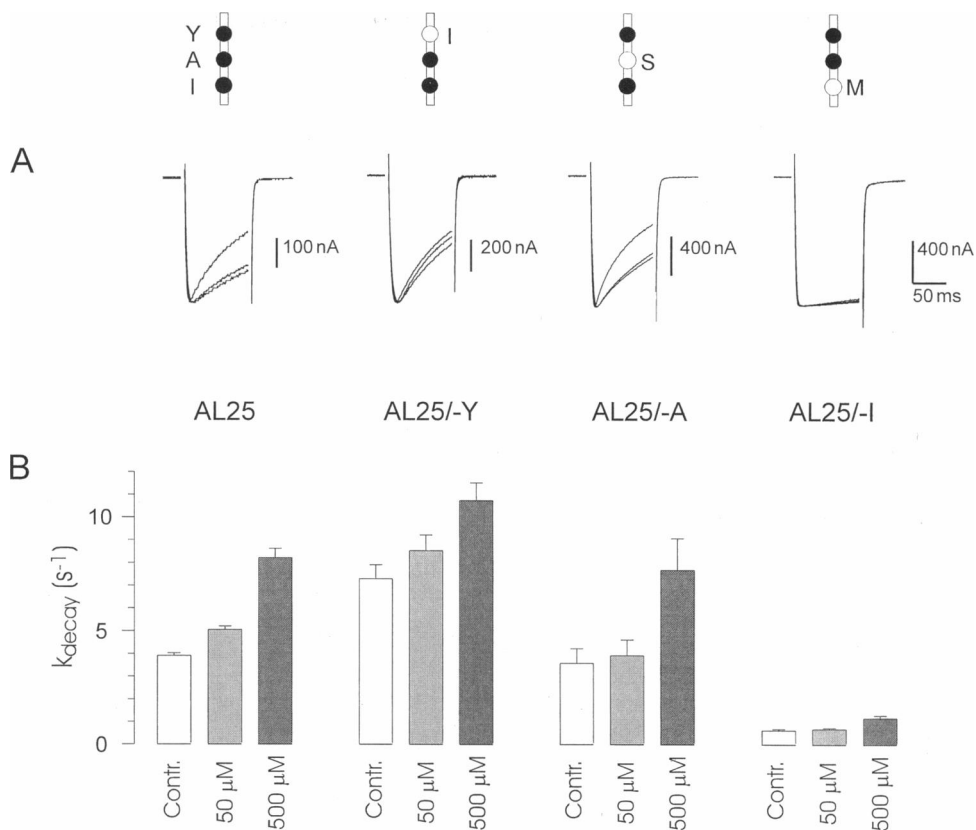 Y
A
I
I
S
M
A
100 nA
200 nA
400 nA
400 nA
50 ms
AL25
AL25/-Y
AL25/-A
AL25/-I
B
kdecay (s-1)
10
5
0
Contr.
50 µM
500 µM
Contr.
50 µM
500 µM
Contr.
50 µM
500 µM
Contr.
50 µM
500 µM